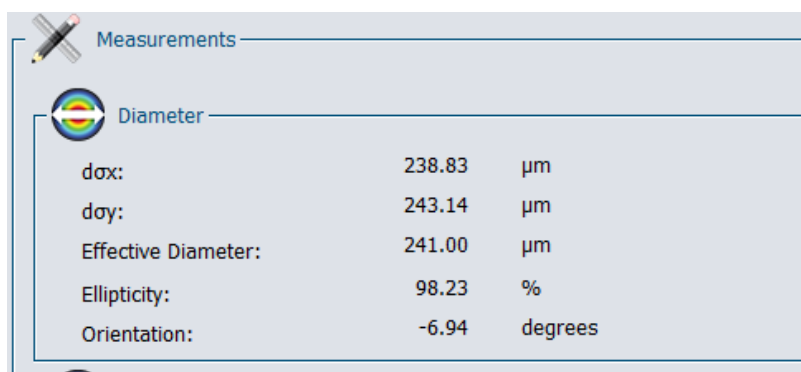 Measurements
Diameter
dσx: 238.83 µm
dσy: 243.14 µm
Effective Diameter: 241.00 µm
Ellipticity: 98.23 %
Orientation: -6.94 degrees